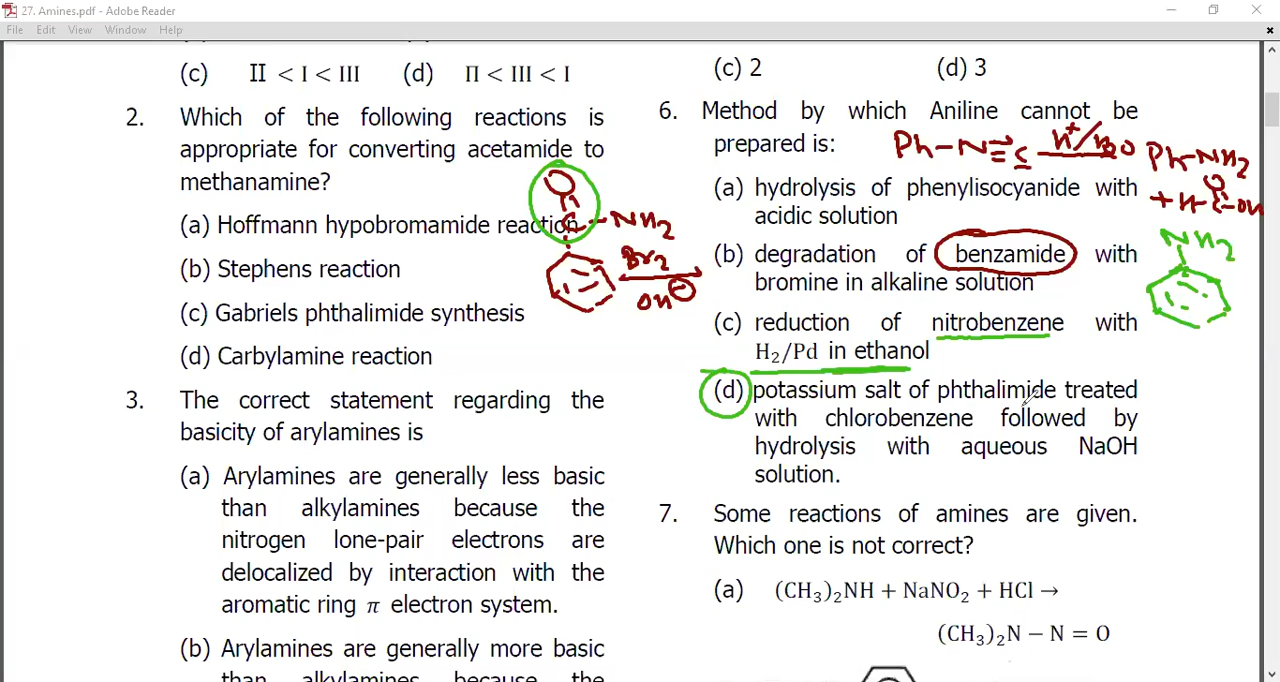 27. Amines.pdf - Adobe Reader
File Edit View Window Help
(c) II < I < III (d) II < III < I
2. Which of the following reactions is
appropriate for converting acetamide to
methanamine?
(a) Hoffmann hypobromamide reaction
(b) Stephens reaction
(c) Gabriels phthalimide synthesis
(d) Carbylamine reaction
3. The correct statement regarding the
basicity of arylamines is
(a) Arylamines are generally less basic
than alkylamines because the
nitrogen lone-pair electrons are
delocalized by interaction with the
aromatic ring π electron system.
(b) Arylamines are generally more basic
than alkylamines because the
O
C - NH2
Br2
OH⊖
(c) 2 (d) 3
6. Method by which Aniline cannot be
prepared is:
Ph-N≡C H+/H2O Ph-NH2
+ H-C-OH
O
(a) hydrolysis of phenylisocyanide with
acidic solution
NH2
(b) degradation of benzamide with
bromine in alkaline solution
(c) reduction of nitrobenzene with
H₂/Pd in ethanol
(d) potassium salt of phthalimide treated
with chlorobenzene followed by
hydrolysis with aqueous NaOH
solution.
7. Some reactions of amines are given.
Which one is not correct?
(a) (CH₃)₂NH + NaNO₂ + HCl →
(CH₃)₂N − N = O